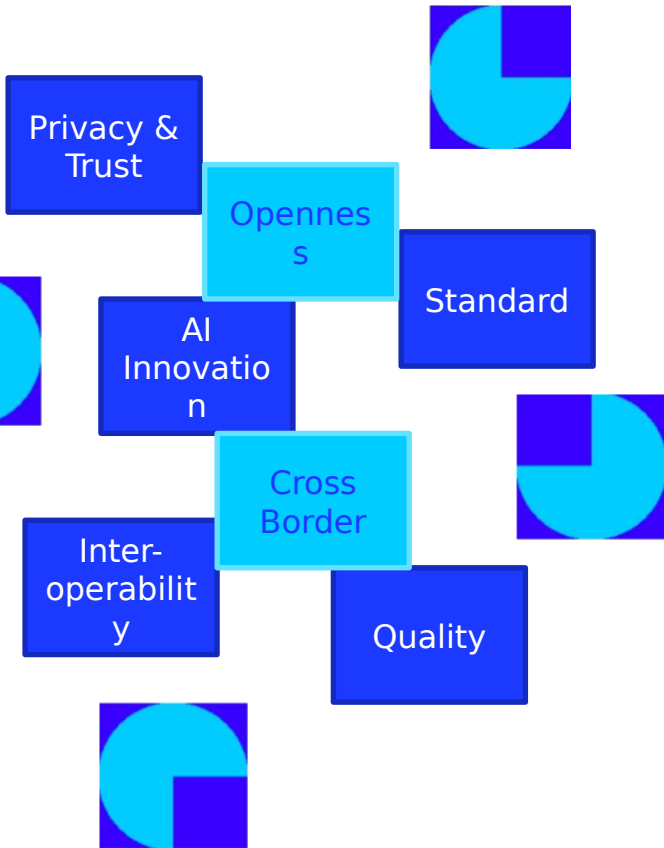 Privacy &
Trust
Opennes
s
Standard
AI
Innovatio
n
Cross
Border
Inter-
operabilit
y
Quality